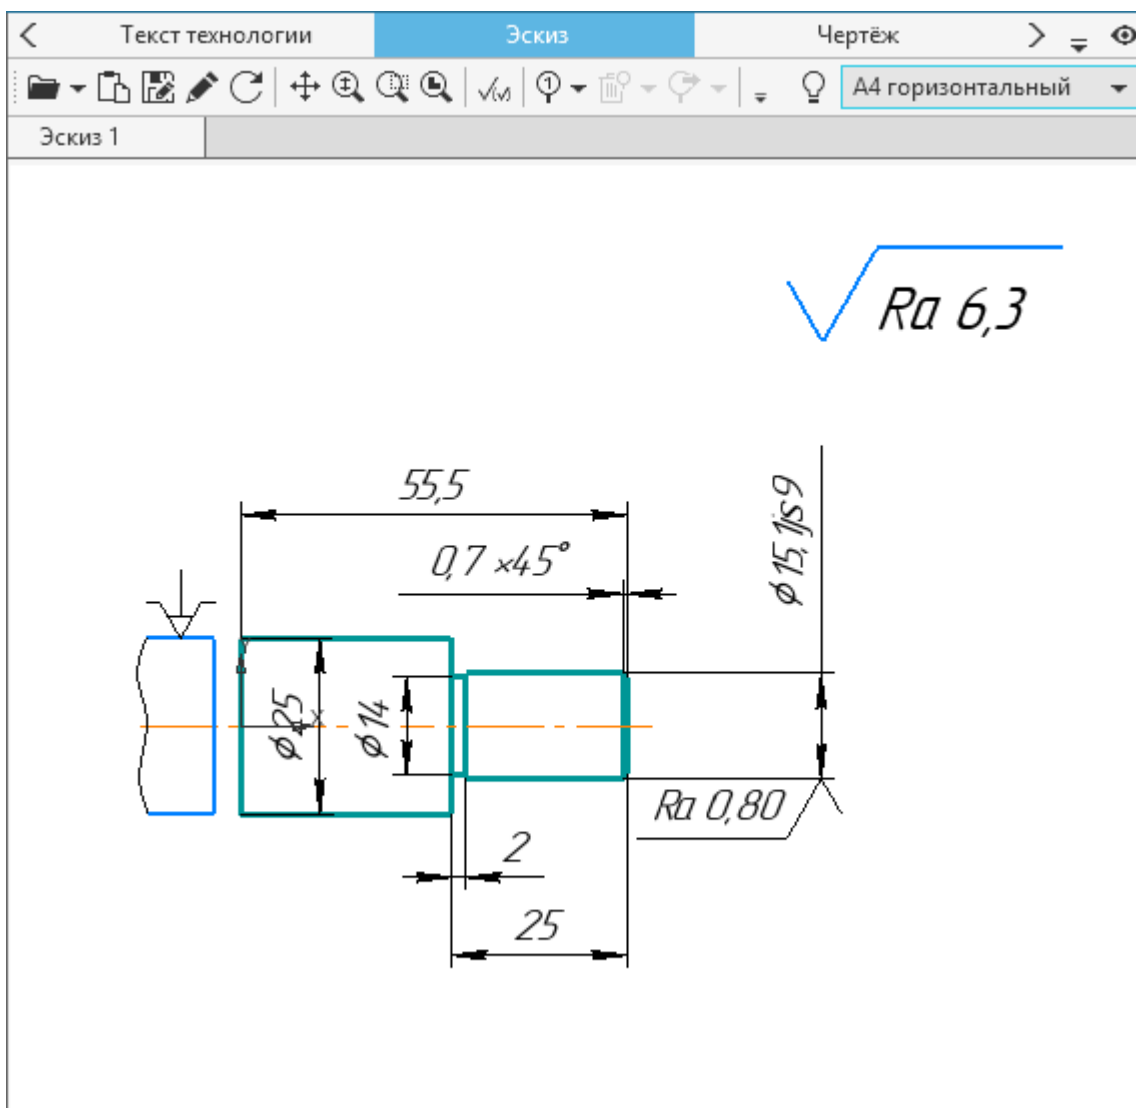 Текст технологии Эскиз Чертёж
А4 горизонтальный
Эскиз 1
Ra 6,3
55,5
0,7 ×45°
ϕ15,1js9
ϕ25
ϕ14
X
Ra 0,80
2
25